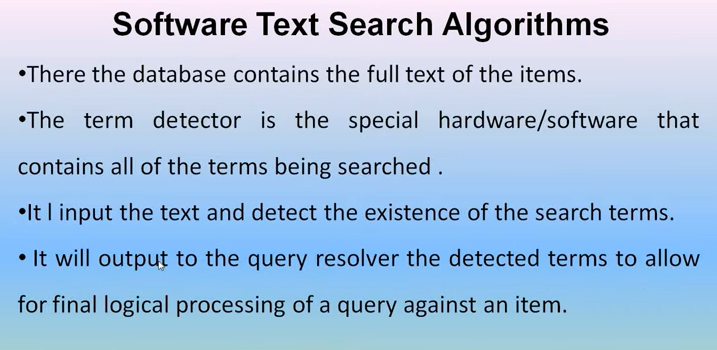 Software Text Search Algorithms
•There the database contains the full text of the items.
•The term detector is the special hardware/software that
contains all of the terms being searched .
•It l input the text and detect the existence of the search terms.
• It will output to the query resolver the detected terms to allow
for final logical processing of a query against an item.